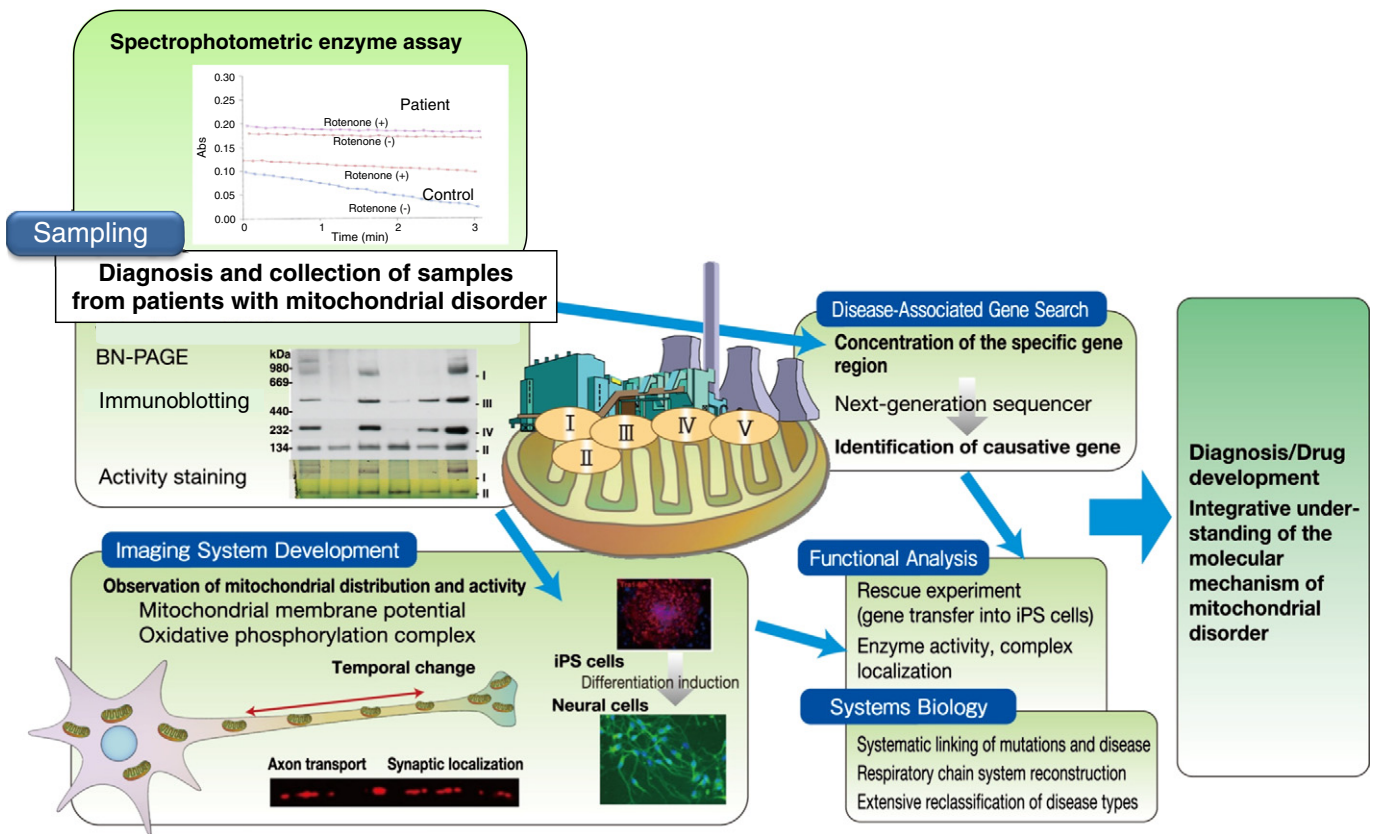 Spectrophotometric enzyme assay
0.30
0.25
0.20
0.15
0.10
0.05
0.00
Abs
Patient
Rotenone (+)
Rotenone (-)
Rotenone (+)
Control
Rotenone (-)
0 1 2 3
Time (min)
Sampling
Diagnosis and collection of samples
from patients with mitochondrial disorder
BN-PAGE
Immunoblotting
Activity staining
kDa
980-
669-
440-
232-
134-
- I
- III
- IV
- II
- I
- II
I
III
IV
V
II
Disease-Associated Gene Search
Concentration of the specific gene
region
Next-generation sequencer
Identification of causative gene
Imaging System Development
Observation of mitochondrial distribution and activity
Mitochondrial membrane potential
Oxidative phosphorylation complex
Temporal change
Axon transport
Synaptic localization
iPS cells
Differentiation induction
Neural cells
Functional Analysis
Rescue experiment
(gene transfer into iPS cells)
Enzyme activity, complex
localization
Systems Biology
Systematic linking of mutations and disease
Respiratory chain system reconstruction
Extensive reclassification of disease types
Diagnosis/Drug
development
Integrative under-
standing of the
molecular
mechanism of
mitochondrial
disorder